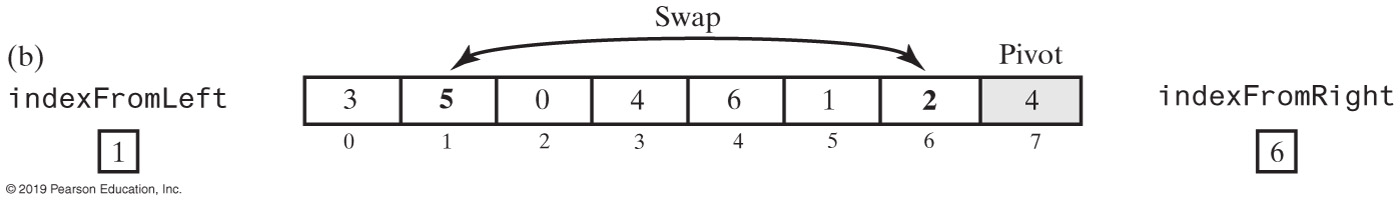 Swap
(b)
Pivot
indexFromLeft
3 5 0 4 6 1 2 4
indexFromRight
0 1 2 3 4 5 6 7
1
6
© 2019 Pearson Education, Inc.